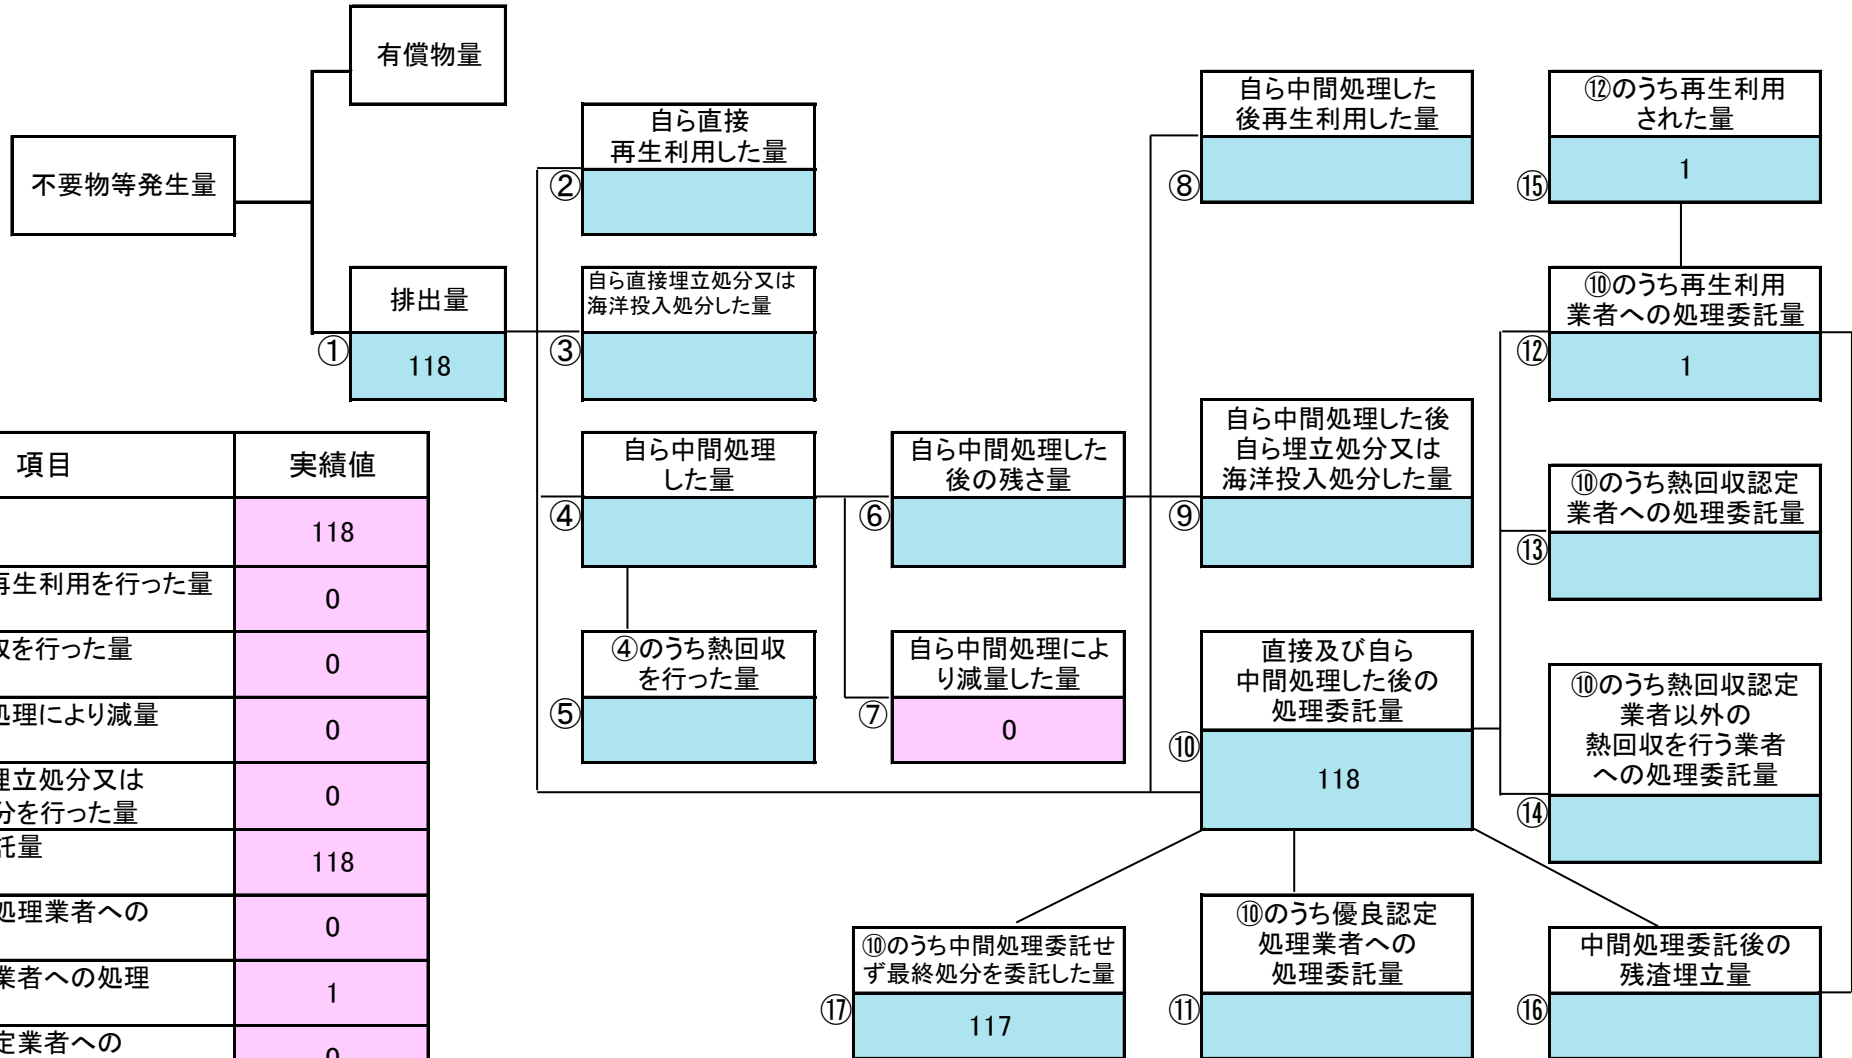 有償物量
不要物等発生量
排出量
①
118
自ら直接
再生利用した量
②
自ら直接埋立処分又は
海洋投入処分した量
③
自ら中間処理
した量
④
④のうち熱回収
を行った量
⑤
自ら中間処理した
後の残さ量
⑥
自ら中間処理によ
り減量した量
⑦
0
自ら中間処理した
後再生利用した量
⑧
自ら中間処理した後
自ら埋立処分又は
海洋投入処分した量
⑨
直接及び自ら
中間処理した後の
処理委託量
⑩
118
⑩のうち優良認定
処理業者への
処理委託量
⑪
⑫のうち再生利用
された量
⑮
1
⑩のうち再生利用
業者への処理委託量
⑫
1
⑩のうち熱回収認定
業者への処理委託量
⑬
⑩のうち熱回収認定
業者以外の
熱回収を行う業者
への処理委託量
⑭
中間処理委託後の
残渣埋立量
⑯
⑩のうち中間処理委託せ
ず最終処分を委託した量
⑰
117
項目 実績値
118
再生利用を行った量 0
を行った量 0
処理により減量 0
埋立処分又は
を行った量 0
託量 118
処理業者への 0
業者への処理 1
定業者への 0